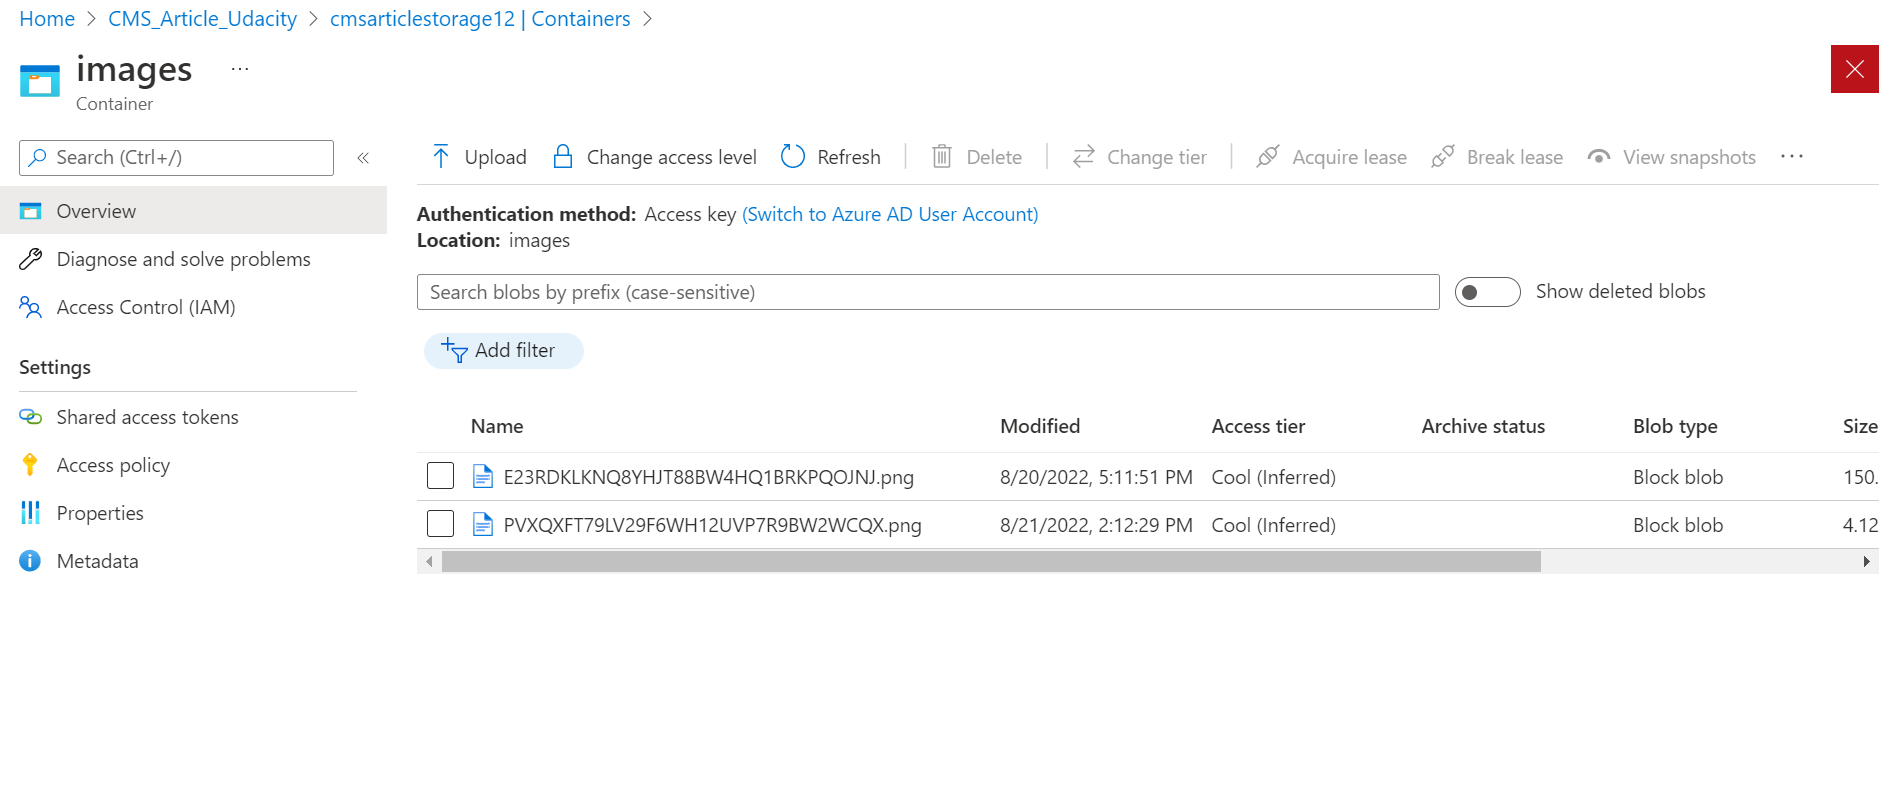 Home > CMS_Article_Udacity > cmsarticlestorage12 | Containers >
images ...
Container
Search (Ctrl+/)
«
Overview
Diagnose and solve problems
Access Control (IAM)
Settings
Shared access tokens
Access policy
Properties
Metadata
Upload Change access level Refresh Delete Change tier Acquire lease Break lease View snapshots ...
Authentication method: Access key (Switch to Azure AD User Account)
Location: images
Search blobs by prefix (case-sensitive) Show deleted blobs
Add filter
Name Modified Access tier Archive status Blob type Size
E23RDKLKNQ8YHJT88BW4HQ1BRKPQOJNJ.png 8/20/2022, 5:11:51 PM Cool (Inferred) Block blob 150.
PVXQXFT79LV29F6WH12UVP7R9BW2WCQX.png 8/21/2022, 2:12:29 PM Cool (Inferred) Block blob 4.12